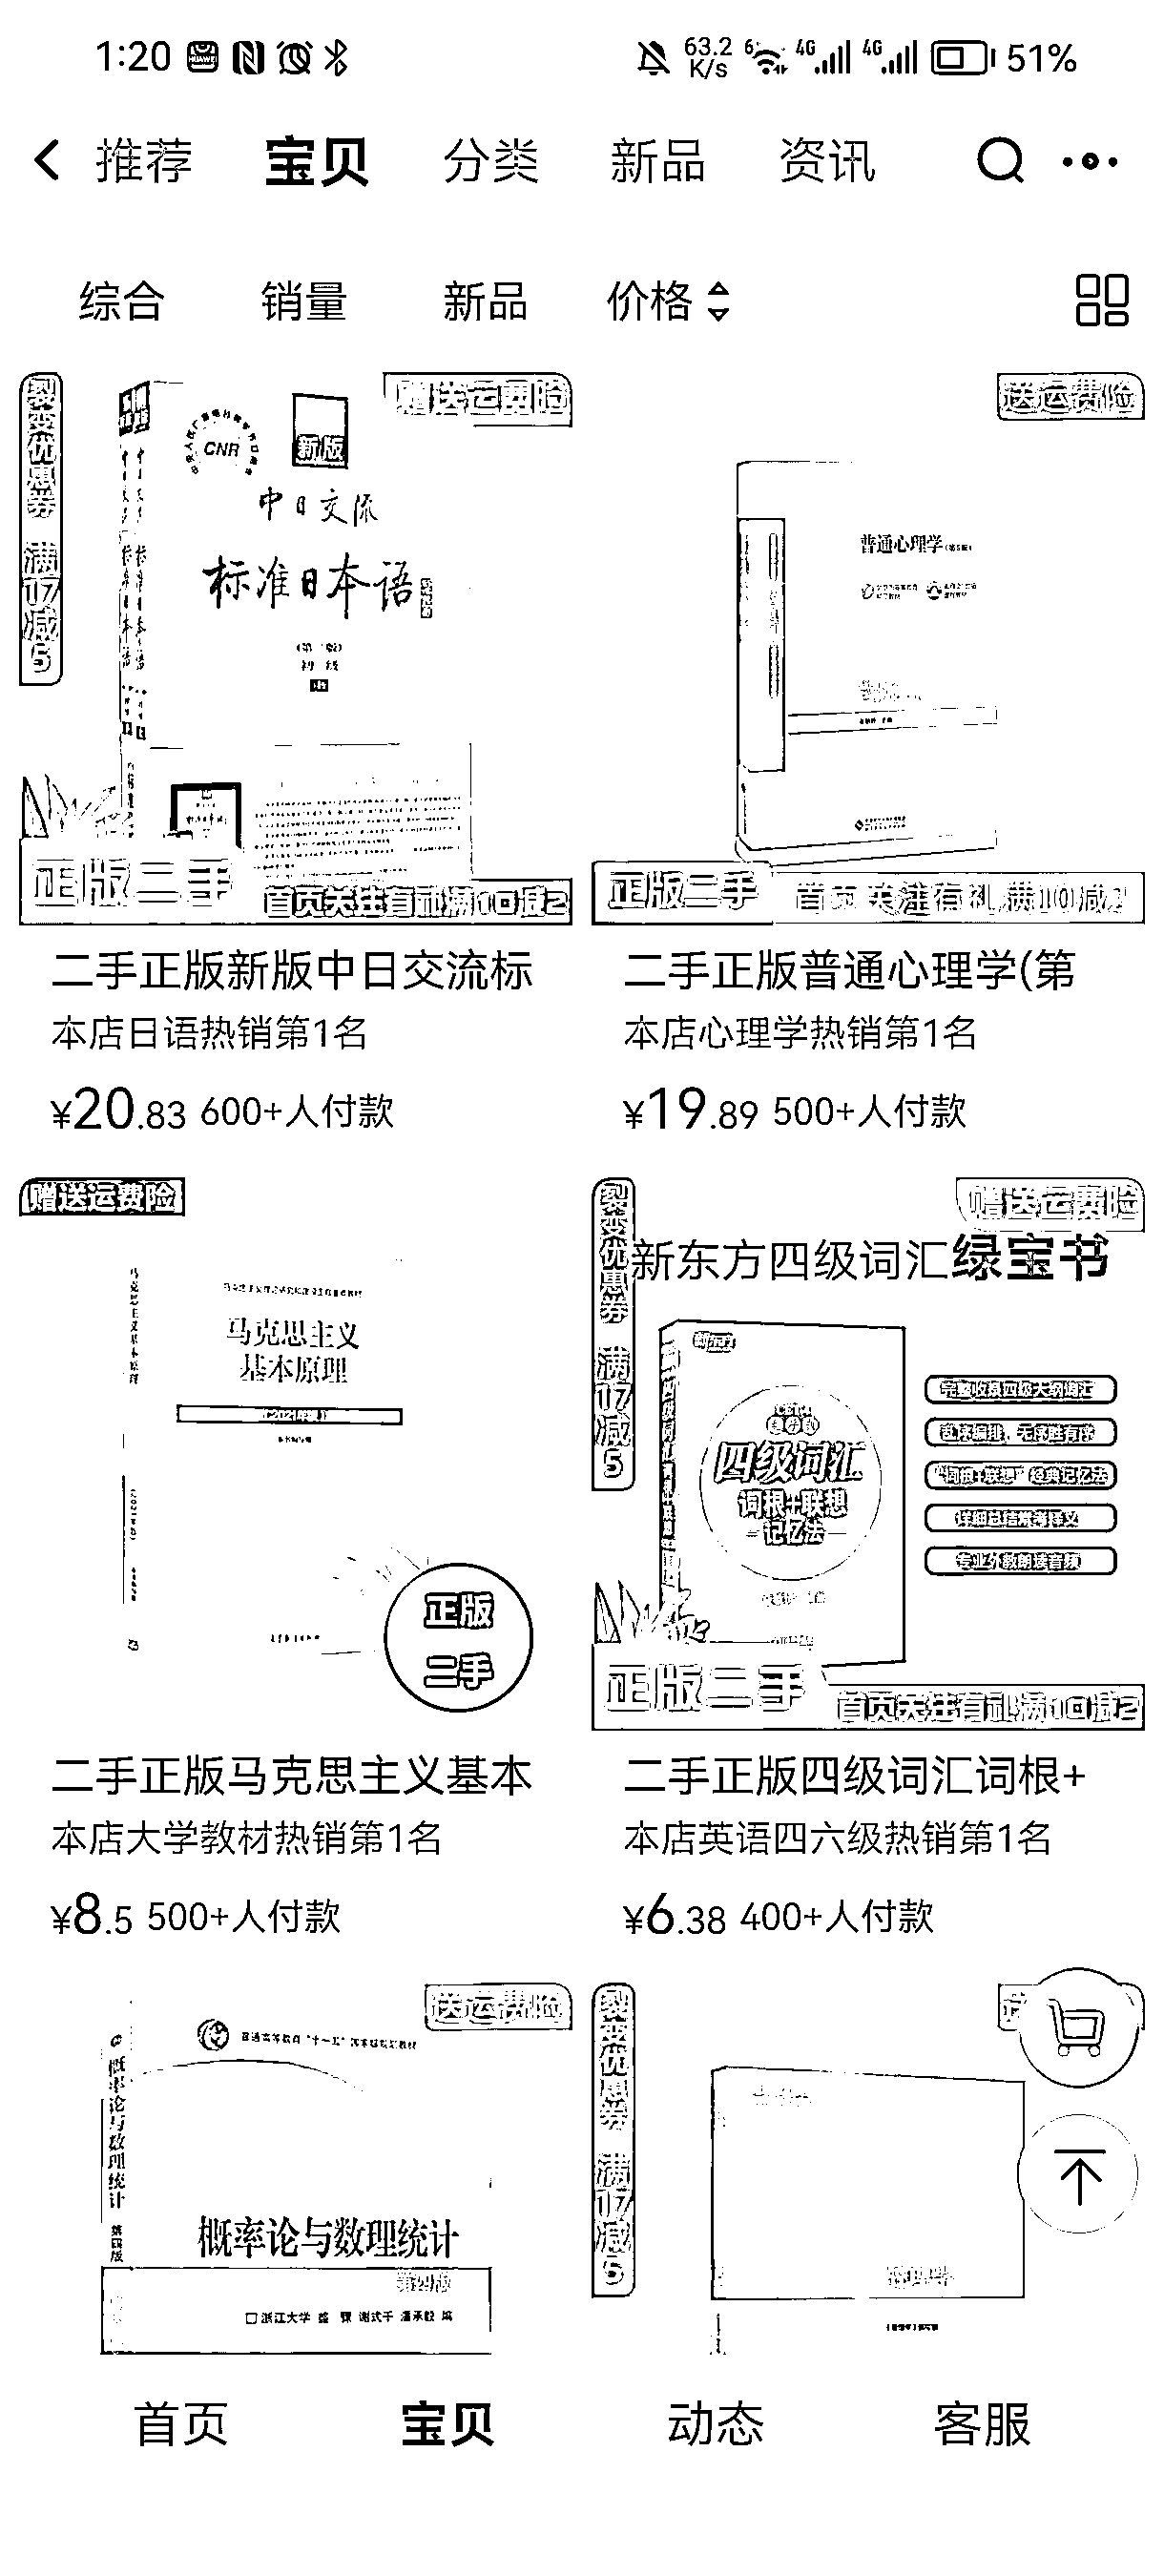 1:20
63.2 K/s 6 4G 4G 51%
推荐 宝贝 分类 新品 资讯
综合 销量 新品 价格
裂变优惠券 满17减5
赠送运费险
CNR
新版
中日交流
标准日本语
初级
正版二手
首页关注有礼满10减2
送运费险
普通心理学
正版二手
首页关注有礼满10减2
二手正版新版中日交流标
本店日语热销第1名
¥20.83 600+人付款
二手正版普通心理学(第
本店心理学热销第1名
¥19.89 500+人付款
赠送运费险
马克思主义基本原理
马克思主义
基本原理
正版
二手
裂变优惠券 满17减5
赠送运费险
新东方四级词汇绿宝书
新东方
四级词汇
词根+联想
记忆法
乱序编排，无序胜有序
"词根+联想" 经典记忆法
详细总结常考释义
专业外教朗读音频
正版二手
首页关注有礼满10减2
二手正版马克思主义基本
本店大学教材热销第1名
¥8.5 500+人付款
二手正版四级词汇词根+
本店英语四六级热销第1名
¥6.38 400+人付款
送运费险
普通高等教育"十一五"国家级规划教材
概率论与数理统计 第四版
概率论与数理统计
第四版
浙江大学 盛 骤 谢式千 潘承毅 编
裂变优惠券 满17减5
首页 宝贝 动态 客服